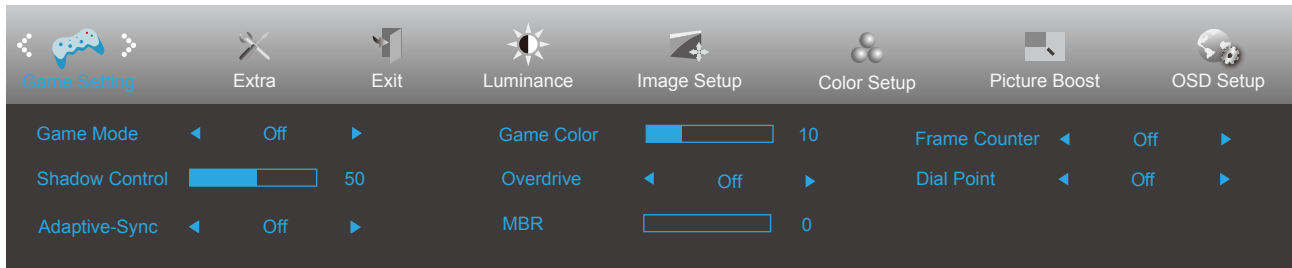 Game Setting Extra Exit Luminance Image Setup Color Setup Picture Boost OSD Setup
Game Mode Off Game Color 10 Frame Counter Off
Shadow Control 50 Overdrive Off Dial Point Off
Adaptive-Sync Off MBR 0